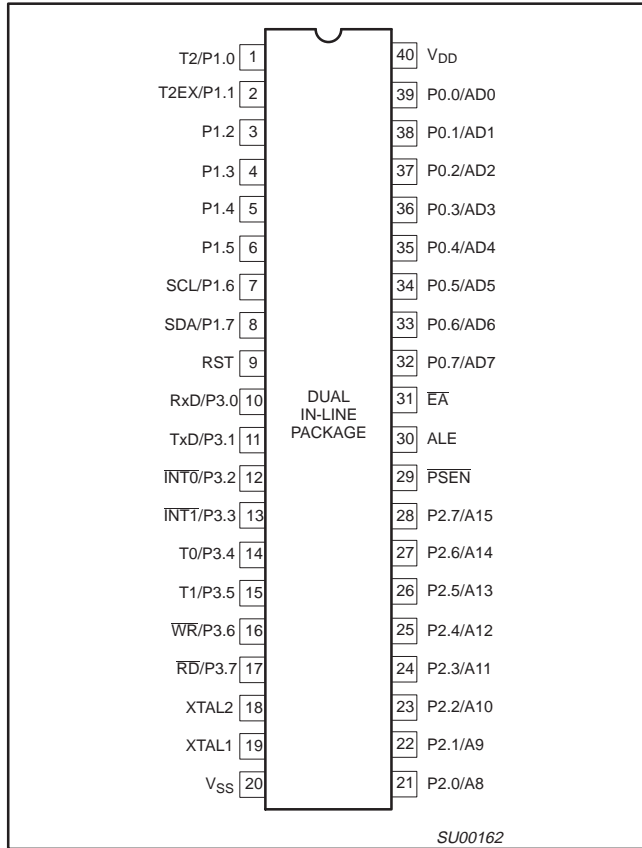 T2/P1.0 1 40 VDD
T2EX/P1.1 2 39 P0.0/AD0
P1.2 3 38 P0.1/AD1
P1.3 4 37 P0.2/AD2
P1.4 5 36 P0.3/AD3
P1.5 6 35 P0.4/AD4
SCL/P1.6 7 34 P0.5/AD5
SDA/P1.7 8 33 P0.6/AD6
RST 9 32 P0.7/AD7
RxD/P3.0 10 31 E̅A̅
TxD/P3.1 11 30 ALE
I̅N̅T̅0̅/P3.2 12 29 P̅S̅E̅N̅
I̅N̅T̅1̅/P3.3 13 28 P2.7/A15
T0/P3.4 14 27 P2.6/A14
T1/P3.5 15 26 P2.5/A13
W̅R̅/P3.6 16 25 P2.4/A12
R̅D̅/P3.7 17 24 P2.3/A11
XTAL2 18 23 P2.2/A10
XTAL1 19 22 P2.1/A9
VSS 20 21 P2.0/A8
DUAL
IN-LINE
PACKAGE
SU00162